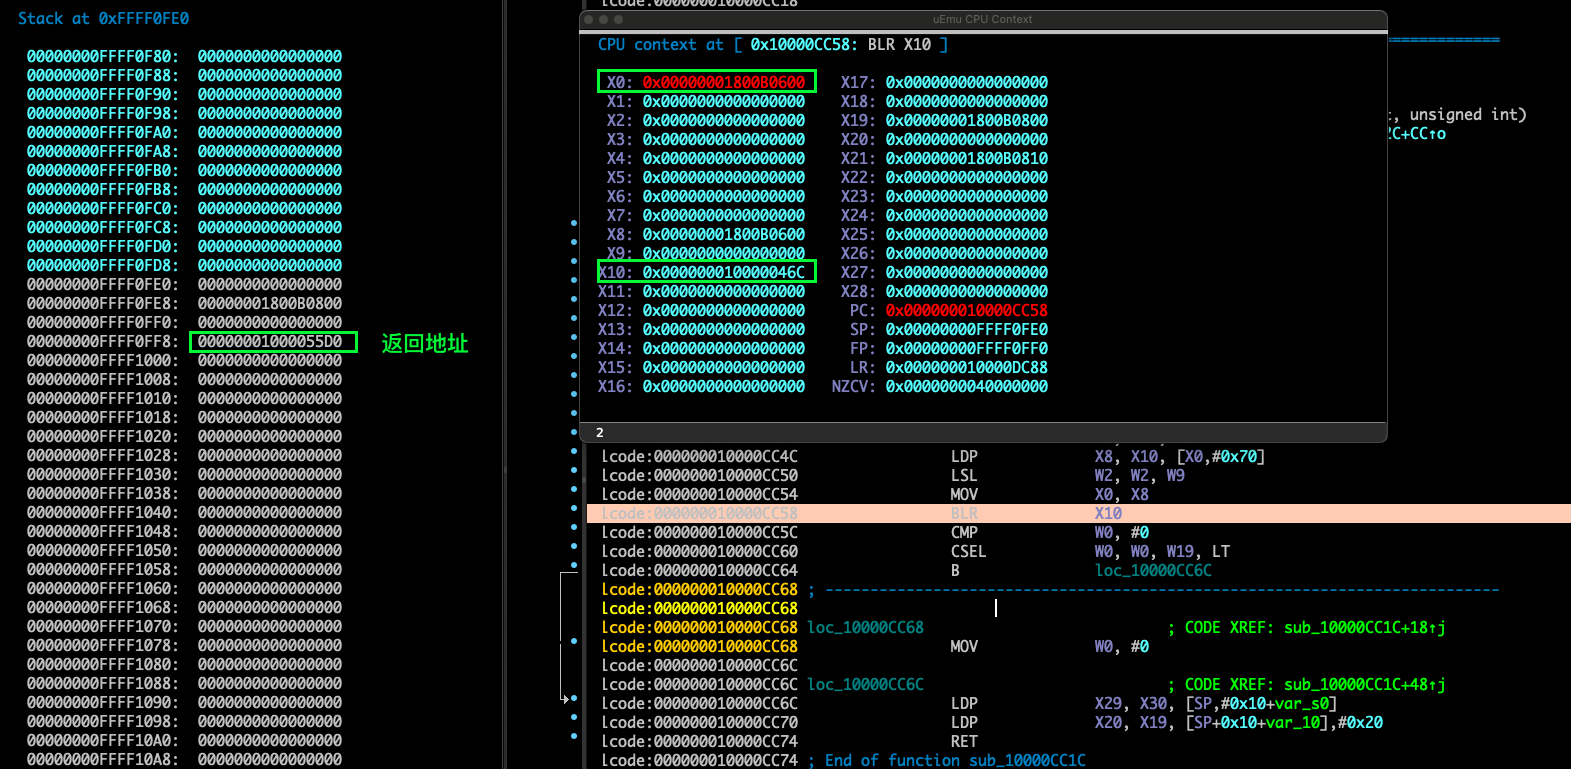 Stack at 0xFFFF0FE0
00000000FFFF0F80: 0000000000000000
00000000FFFF0F88: 0000000000000000
00000000FFFF0F90: 0000000000000000
00000000FFFF0F98: 0000000000000000
00000000FFFF0FA0: 0000000000000000
00000000FFFF0FA8: 0000000000000000
00000000FFFF0FB0: 0000000000000000
00000000FFFF0FB8: 0000000000000000
00000000FFFF0FC0: 0000000000000000
00000000FFFF0FC8: 0000000000000000
00000000FFFF0FD0: 0000000000000000
00000000FFFF0FD8: 0000000000000000
00000000FFFF0FE0: 0000000000000000
00000000FFFF0FE8: 00000001800B0800
00000000FFFF0FF0: 0000000000000000
00000000FFFF0FF8: 00000001000055D0 返回地址
00000000FFFF1000: 0000000000000000
00000000FFFF1008: 0000000000000000
00000000FFFF1010: 0000000000000000
00000000FFFF1018: 0000000000000000
00000000FFFF1020: 0000000000000000
00000000FFFF1028: 0000000000000000
00000000FFFF1030: 0000000000000000
00000000FFFF1038: 0000000000000000
00000000FFFF1040: 0000000000000000
00000000FFFF1048: 0000000000000000
00000000FFFF1050: 0000000000000000
00000000FFFF1058: 0000000000000000
00000000FFFF1060: 0000000000000000
00000000FFFF1068: 0000000000000000
00000000FFFF1070: 0000000000000000
00000000FFFF1078: 0000000000000000
00000000FFFF1080: 0000000000000000
00000000FFFF1088: 0000000000000000
00000000FFFF1090: 0000000000000000
00000000FFFF1098: 0000000000000000
00000000FFFF10A0: 0000000000000000
00000000FFFF10A8: 0000000000000000
lcode:000000010000CC18
uEmu CPU Context
CPU context at [ 0x10000CC58: BLR X10 ]
X0: 0x00000001800B0600 X17: 0x0000000000000000
X1: 0x0000000000000000 X18: 0x0000000000000000
X2: 0x0000000000000000 X19: 0x00000001800B0800
X3: 0x0000000000000000 X20: 0x0000000000000000
X4: 0x0000000000000000 X21: 0x00000001800B0810
X5: 0x0000000000000000 X22: 0x0000000000000000
X6: 0x0000000000000000 X23: 0x0000000000000000
X7: 0x0000000000000000 X24: 0x0000000000000000
X8: 0x00000001800B0600 X25: 0x0000000000000000
X9: 0x0000000000000000 X26: 0x0000000000000000
X10: 0x000000010000046C X27: 0x0000000000000000
X11: 0x0000000000000000 X28: 0x0000000000000000
X12: 0x0000000000000000 PC: 0x000000010000CC58
X13: 0x0000000000000000 SP: 0x00000000FFFF0FE0
X14: 0x0000000000000000 FP: 0x00000000FFFF0FF0
X15: 0x0000000000000000 LR: 0x000000010000DC88
X16: 0x0000000000000000 NZCV: 0x0000000040000000
2
, unsigned int)
C+CC↑o
lcode:000000010000CC4C LDP X8, X10, [X0,#0x70]
lcode:000000010000CC50 LSL W2, W2, W9
lcode:000000010000CC54 MOV X0, X8
lcode:000000010000CC58 BLR X10
lcode:000000010000CC5C CMP W0, #0
lcode:000000010000CC60 CSEL W0, W0, W19, LT
lcode:000000010000CC64 B loc_10000CC6C
lcode:000000010000CC68 ; ---------------------------------------------------------------------------
lcode:000000010000CC68
lcode:000000010000CC68 loc_10000CC68 ; CODE XREF: sub_10000CC1C+18↑j
lcode:000000010000CC68 MOV W0, #0
lcode:000000010000CC6C
lcode:000000010000CC6C loc_10000CC6C ; CODE XREF: sub_10000CC1C+48↑j
lcode:000000010000CC6C LDP X29, X30, [SP,#0x10+var_s0]
lcode:000000010000CC70 LDP X20, X19, [SP+0x10+var_10],#0x20
lcode:000000010000CC74 RET
lcode:000000010000CC74 ; End of function sub_10000CC1C